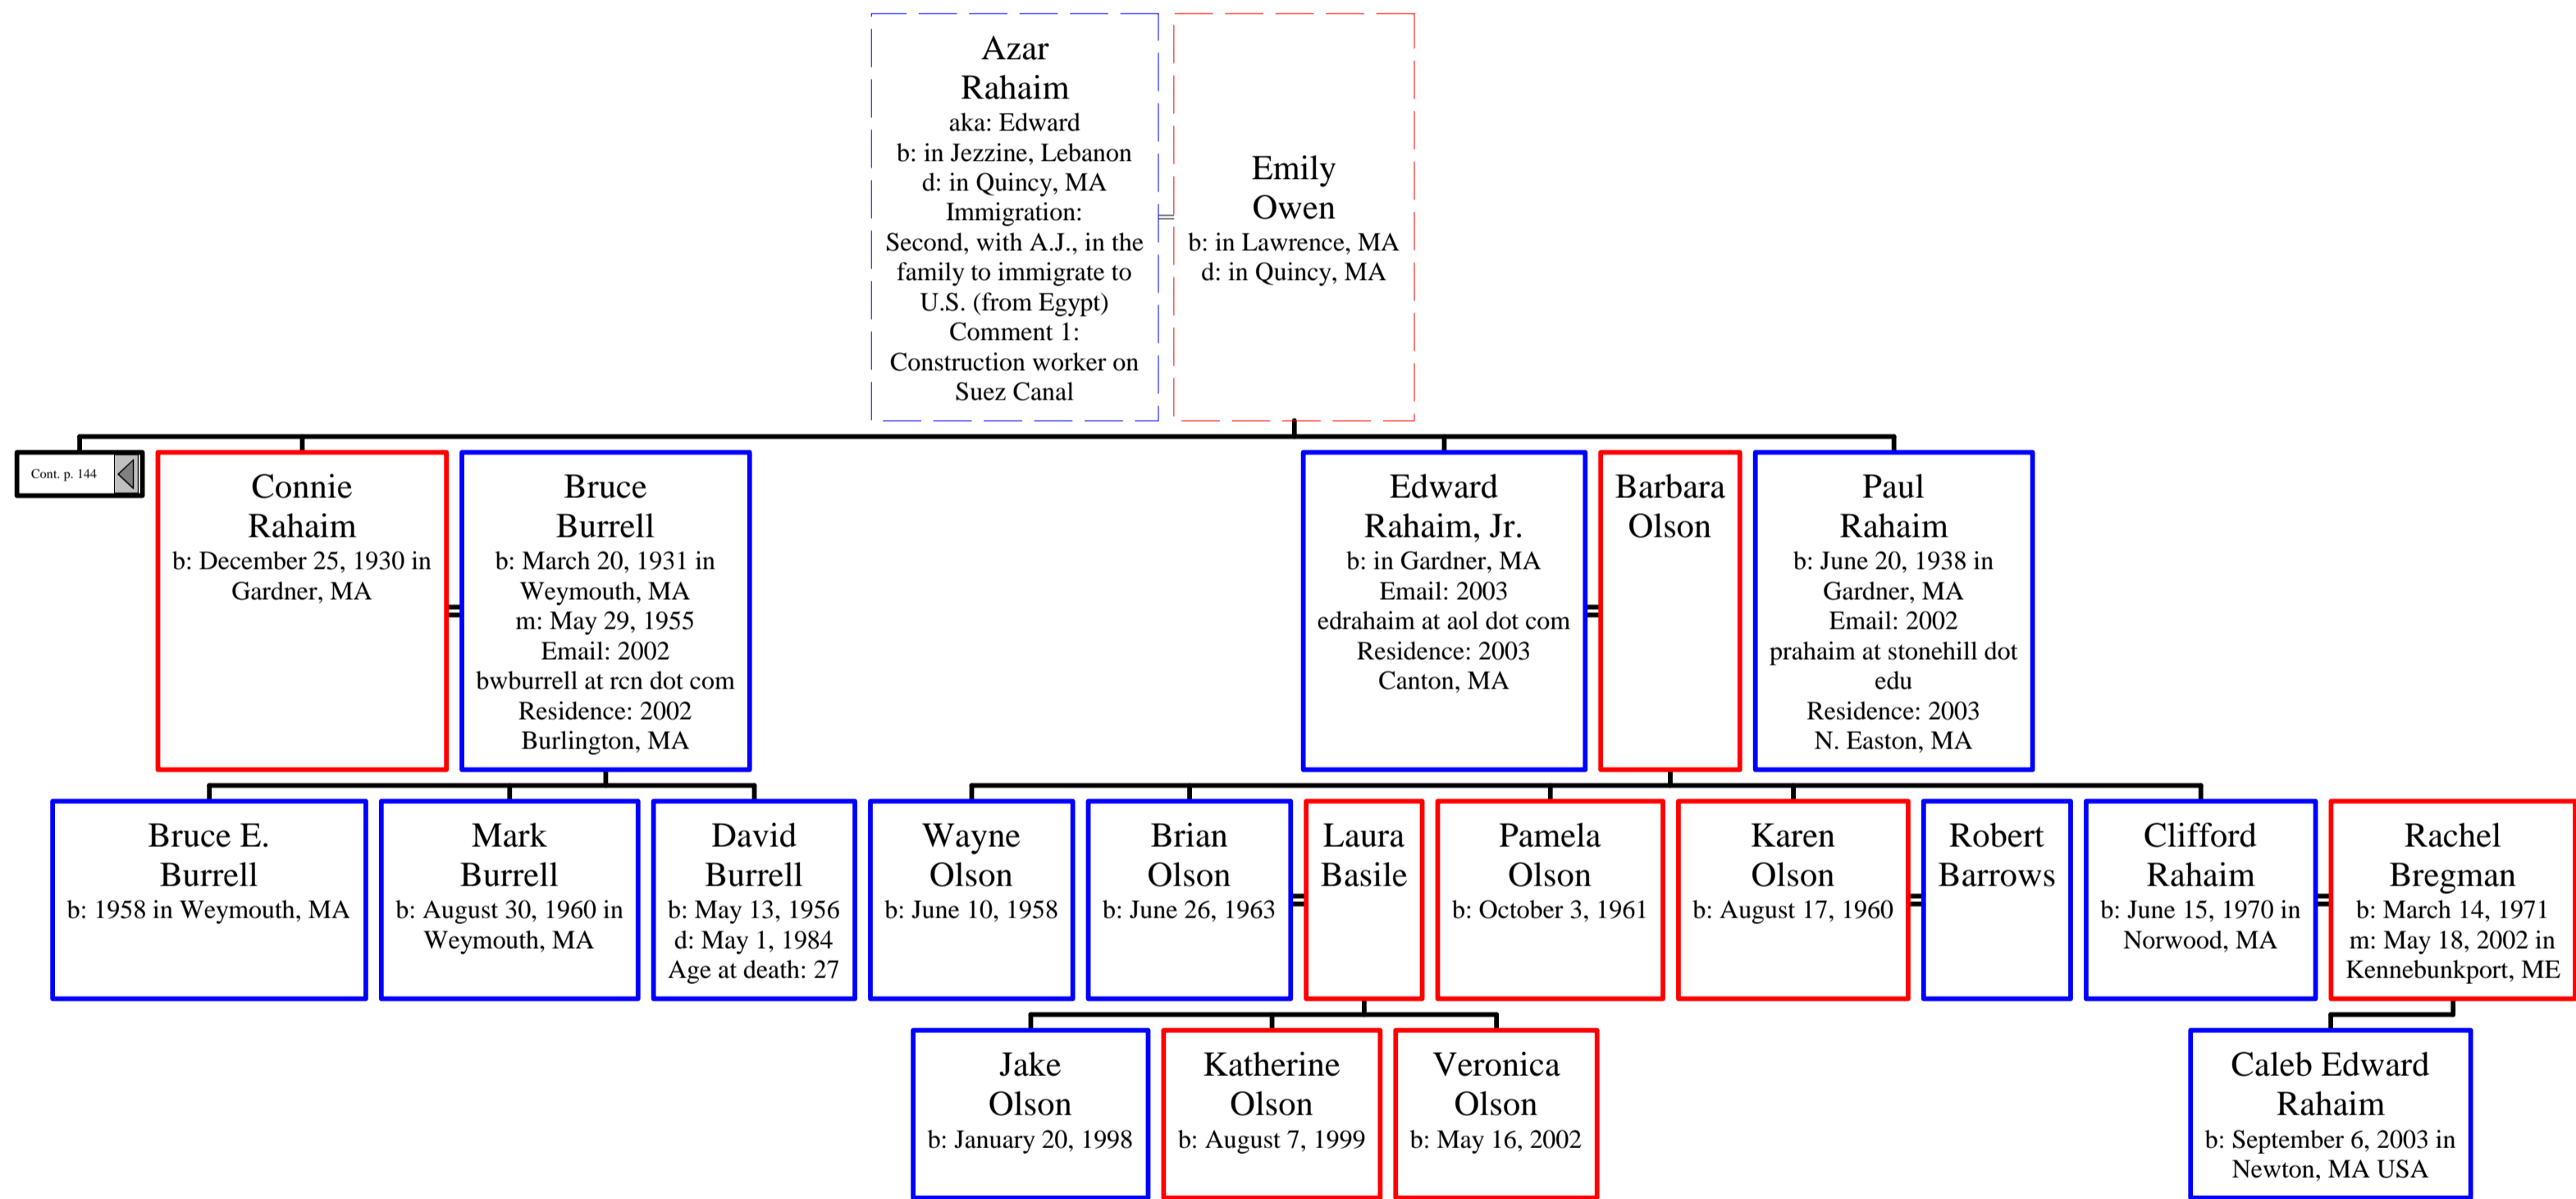 Azar
Rahaim
aka: Edward
b: in Jezzine, Lebanon
d: in Quincy, MA
Immigration:
Second, with A.J., in the
family to immigrate to
U.S. (from Egypt)
Comment 1:
Construction worker on
Suez Canal
Emily
Owen
b: in Lawrence, MA
d: in Quincy, MA
Cont. p. 144
Connie
Rahaim
b: December 25, 1930 in
Gardner, MA
Bruce
Burrell
b: March 20, 1931 in
Weymouth, MA
m: May 29, 1955
Email: 2002
bwburrell at rcn dot com
Residence: 2002
Burlington, MA
Edward
Rahaim, Jr.
b: in Gardner, MA
Email: 2003
edrahaim at aol dot com
Residence: 2003
Canton, MA
Barbara
Olson
Paul
Rahaim
b: June 20, 1938 in
Gardner, MA
Email: 2002
prahaim at stonehill dot
edu
Residence: 2003
N. Easton, MA
Bruce E.
Burrell
b: 1958 in Weymouth, MA
Mark
Burrell
b: August 30, 1960 in
Weymouth, MA
David
Burrell
b: May 13, 1956
d: May 1, 1984
Age at death: 27
Wayne
Olson
b: June 10, 1958
Brian
Olson
b: June 26, 1963
Laura
Basile
Pamela
Olson
b: October 3, 1961
Karen
Olson
b: August 17, 1960
Robert
Barrows
Clifford
Rahaim
b: June 15, 1970 in
Norwood, MA
Rachel
Bregman
b: March 14, 1971
m: May 18, 2002 in
Kennebunkport, ME
Jake
Olson
b: January 20, 1998
Katherine
Olson
b: August 7, 1999
Veronica
Olson
b: May 16, 2002
Caleb Edward
Rahaim
b: September 6, 2003 in
Newton, MA USA